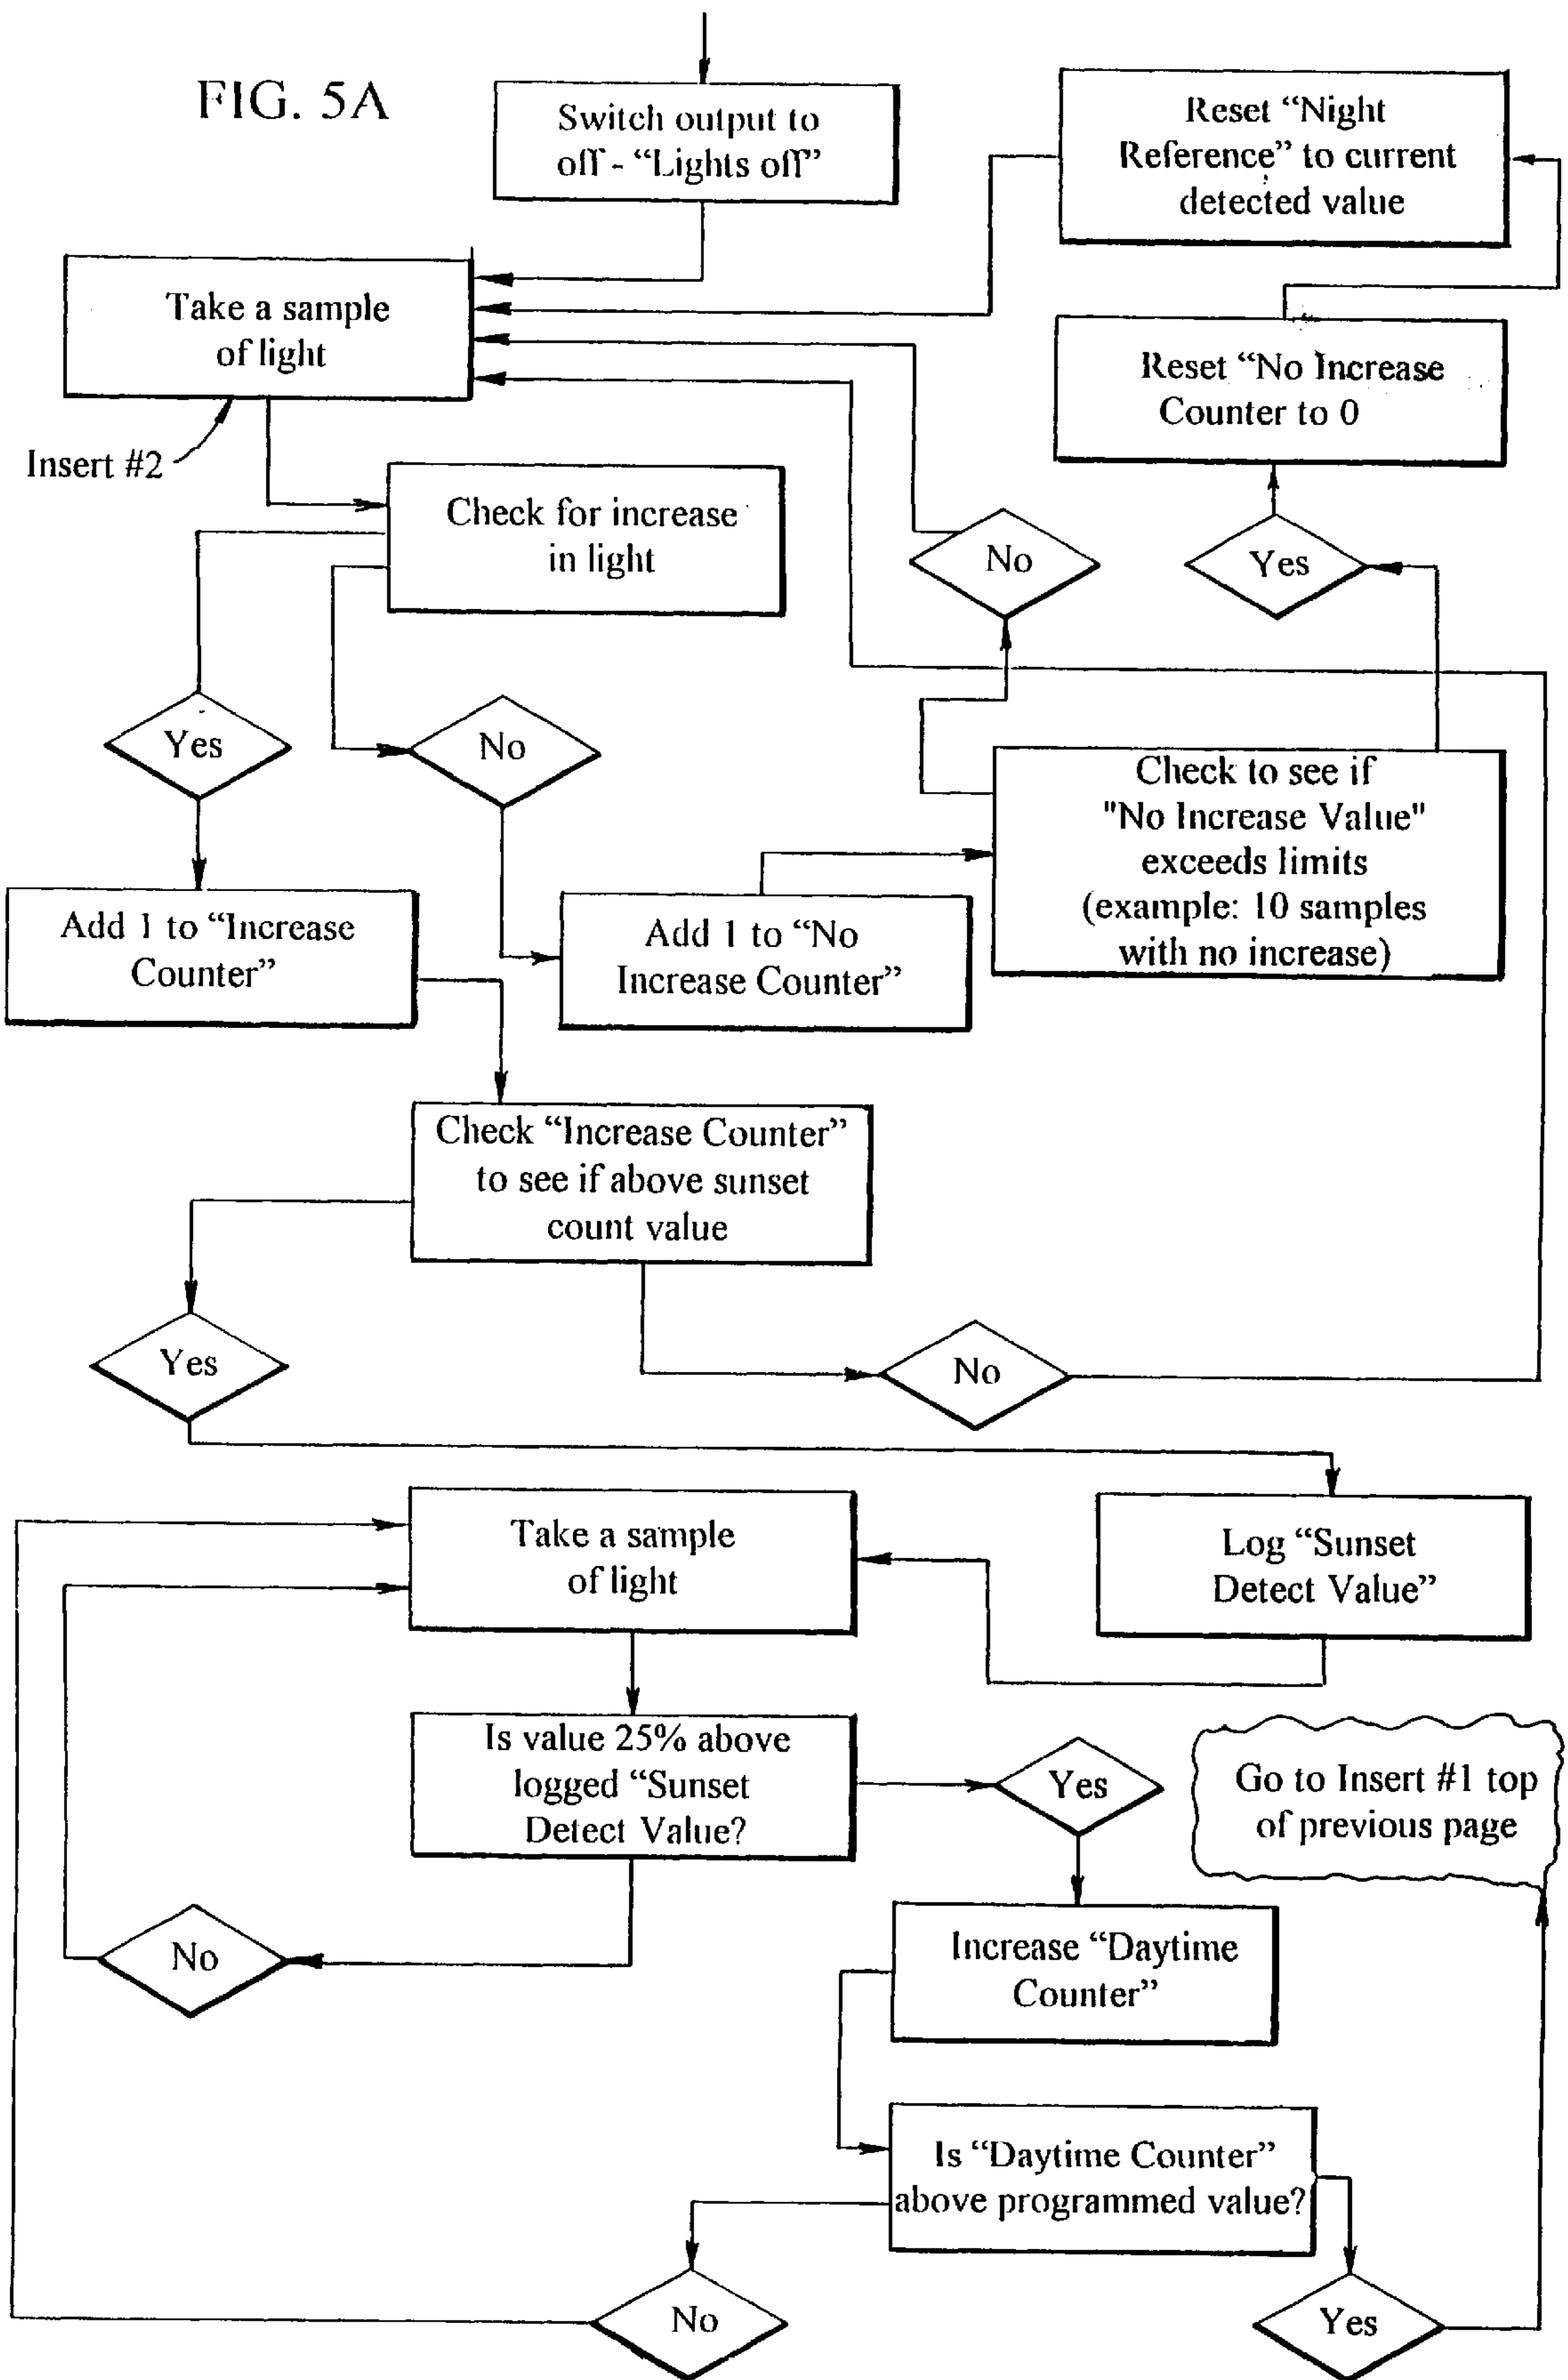 FIG. 5A
Switch output to
off - “Lights off”
Reset “Night
Reference” to current
detected value
Take a sample
of light
Reset “No Increase
Counter to 0
Insert #2
Check for increase
in light
No
Yes
Yes
No
Check to see if
"No Increase Value"
exceeds limits
(example: 10 samples
with no increase)
Add 1 to “Increase
Counter”
Add 1 to “No
Increase Counter”
Check “Increase Counter”
to see if above sunset
count value
Yes
No
Take a sample
of light
Log “Sunset
Detect Value”
Is value 25% above
logged “Sunset
Detect Value?
Yes
Go to Insert #1 top
of previous page
No
Increase “Daytime
Counter”
Is “Daytime Counter”
above programmed value?
No
Yes